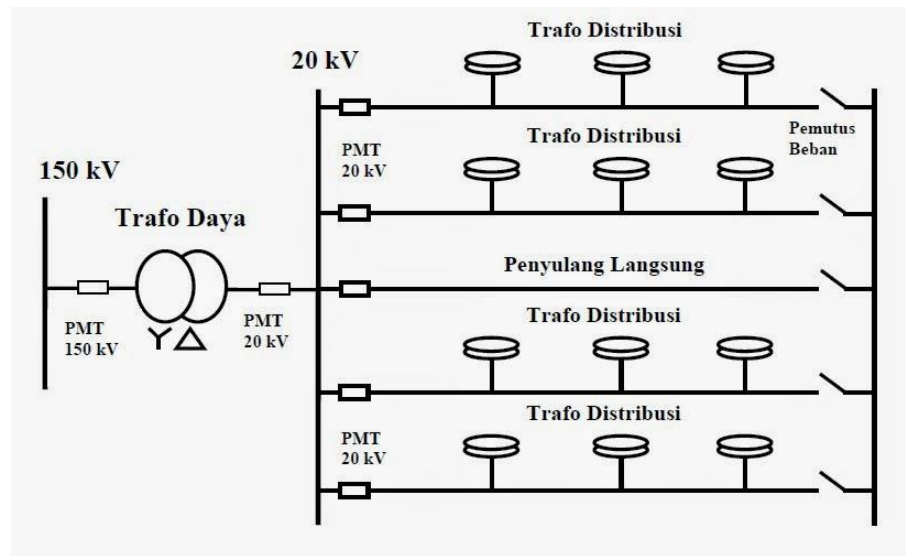 Trafo Distribusi
20 kV
Trafo Distribusi
Pemutus
Beban
PMT
20 kV
150 kV
Trafo Daya
Penyulang Langsung
PMT
150 kV
PMT
20 kV
Trafo Distribusi
Trafo Distribusi
PMT
20 kV